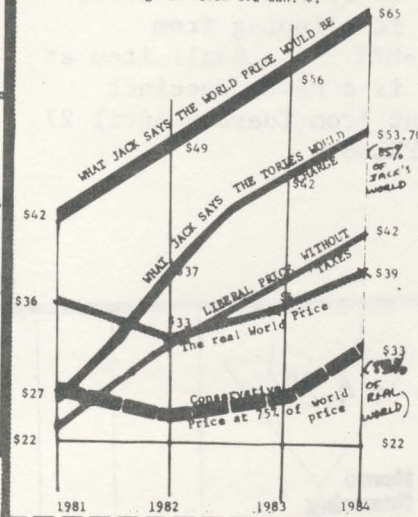 $65
WHAT JACK SAYS THE WORLD PRICE WOULD BE
$56
$49
$42
WHAT JACK SAYS THE TORIES WOULD CHARGE
$53.70
(85%
OF
JACK'S
WORLD
$42
$37
LIBERAL PRICE WITHOUT TAXES
$42
$39
$36
$33
The real World Price
$33
OF
REAL
WORLD)
$27
Conservative
Price at 75% of world
price
$22
$22
1981
1982
1983
1984